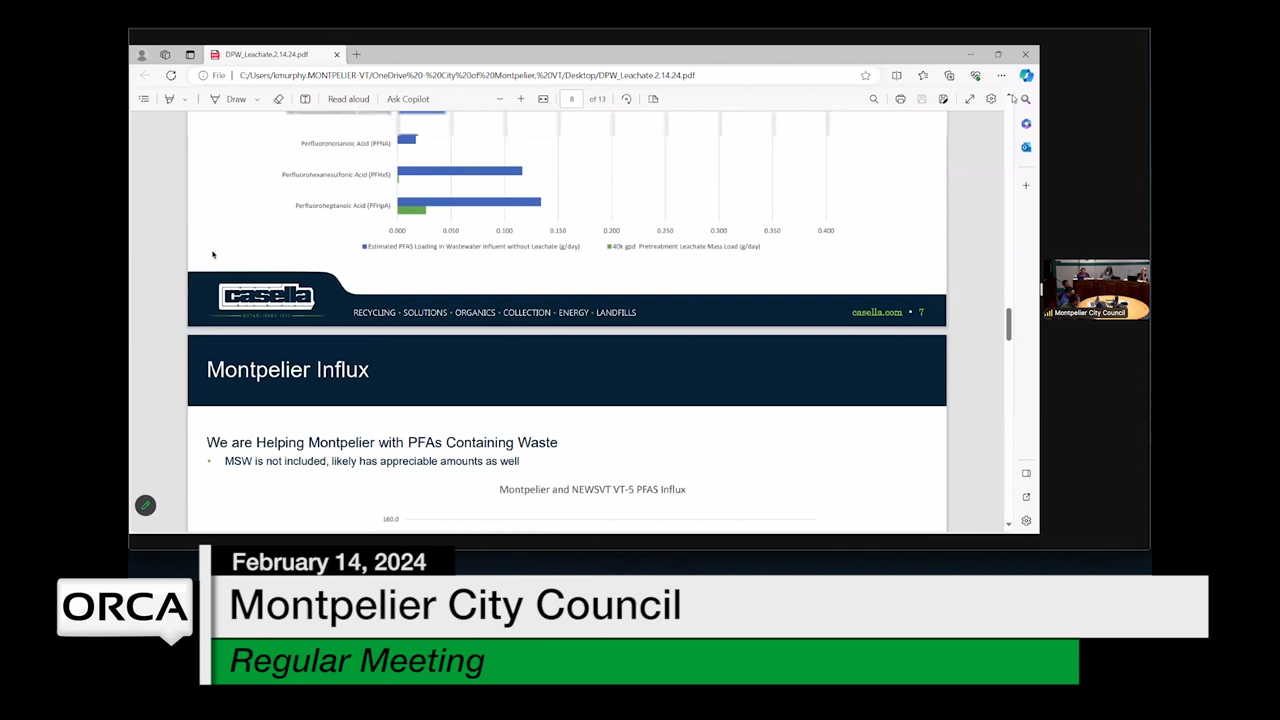 DPW_Leachate.2.14.24.pdf
File
C:/Users/kmurphy.MONTPELIER-VT/OneDrive%20-%20City%20of%20Montpelier,%20VT/Desktop/DPW_Leachate.2.14.24.pdf
Draw
Read aloud
Ask Copilot
8 of 13
Perfluorononanoic Acid (PFNA)
Perfluorohexanesulfonic Acid (PFHxS)
Perfluoroheptanoic Acid (PFHpA)
0.000 0.050 0.100 0.150 0.200 0.250 0.300 0.350 0.400
Estimated PFAS Loading in Wastewater Influent without Leachate (g/day)
40k gpd Pretreatment Leachate Mass Load (g/day)
casella
RECYCLING • SOLUTIONS • ORGANICS • COLLECTION • ENERGY • LANDFILLS
casella.com • 7
Montpelier City Council
Montpelier Influx
We are Helping Montpelier with PFAs Containing Waste
• MSW is not included, likely has appreciable amounts as well
Montpelier and NEWSVT VT-5 PFAS Influx
160.0
February 14, 2024
ORCA
Montpelier City Council
Regular Meeting